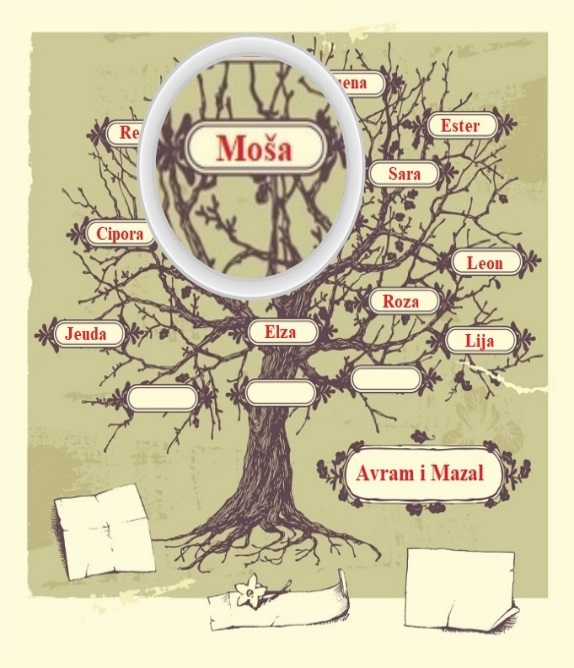 Moša
Ester
Sara
Cipora
Leon
Roza
Jeuda
Elza
Lija
Avram i Mazal